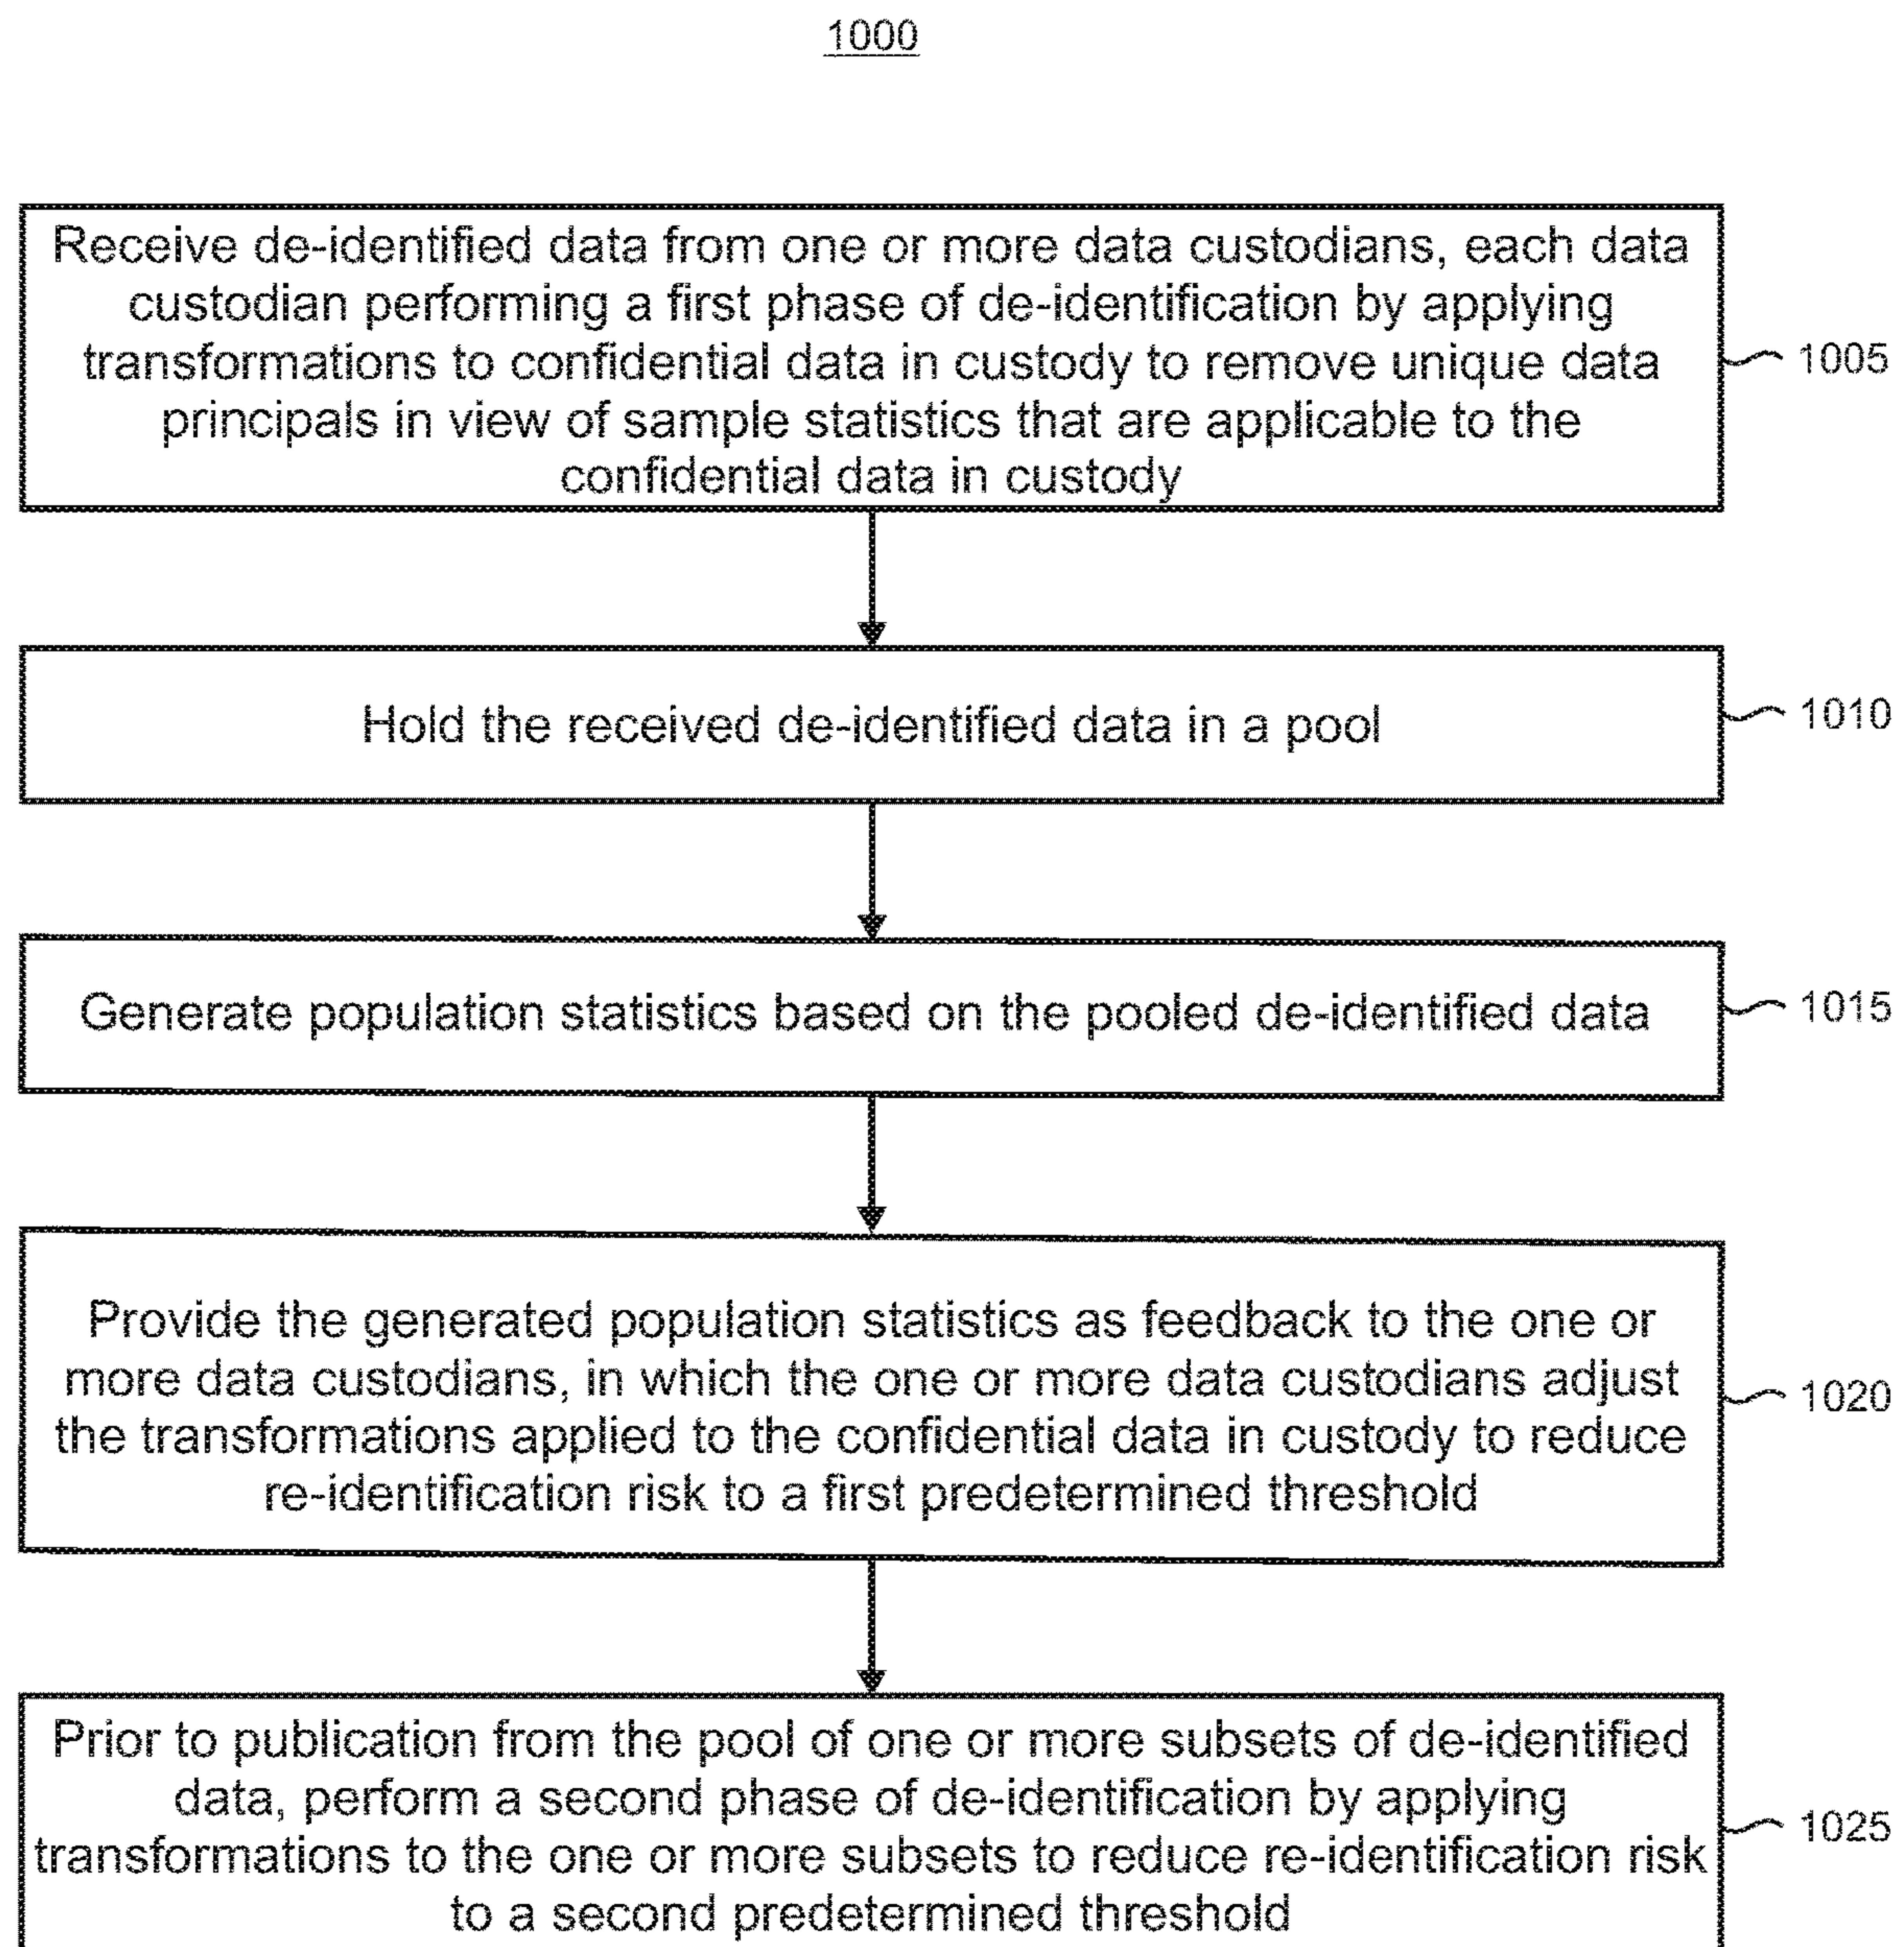 1000
Receive de-identified data from one or more data custodians, each data
custodian performing a first phase of de-identification by applying
transformations to confidential data in custody to remove unique data
principals in view of sample statistics that are applicable to the
confidential data in custody
1005
Hold the received de-identified data in a pool
1010
Generate population statistics based on the pooled de-identified data
1015
Provide the generated population statistics as feedback to the one or
more data custodians, in which the one or more data custodians adjust
the transformations applied to the confidential data in custody to reduce
re-identification risk to a first predetermined threshold
1020
Prior to publication from the pool of one or more subsets of de-identified
data, perform a second phase of de-identification by applying
transformations to the one or more subsets to reduce re-identification risk
to a second predetermined threshold
1025